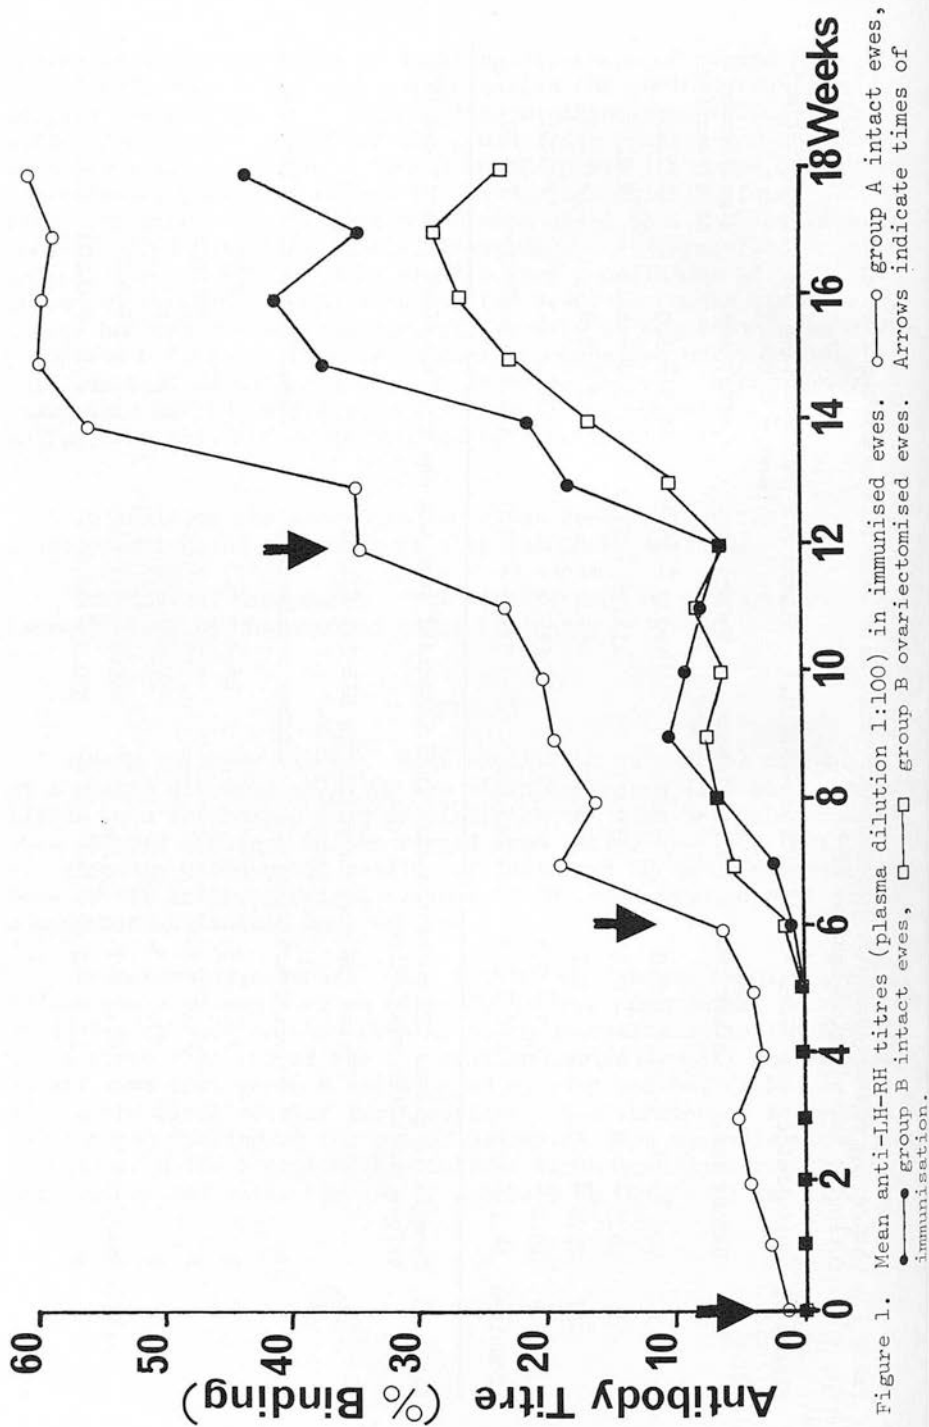 60
50
40
30
20
10
0
Antibody Titre
(% Binding)
0 2 4 6 8 10 12 14 16 18 Weeks
Figure 1. Mean anti-LH-RH titres (plasma dilution 1:100) in immunised ewes. group A intact ewes,
group B intact ewes, group B ovariectomised ewes. Arrows indicate times of
immunisation.